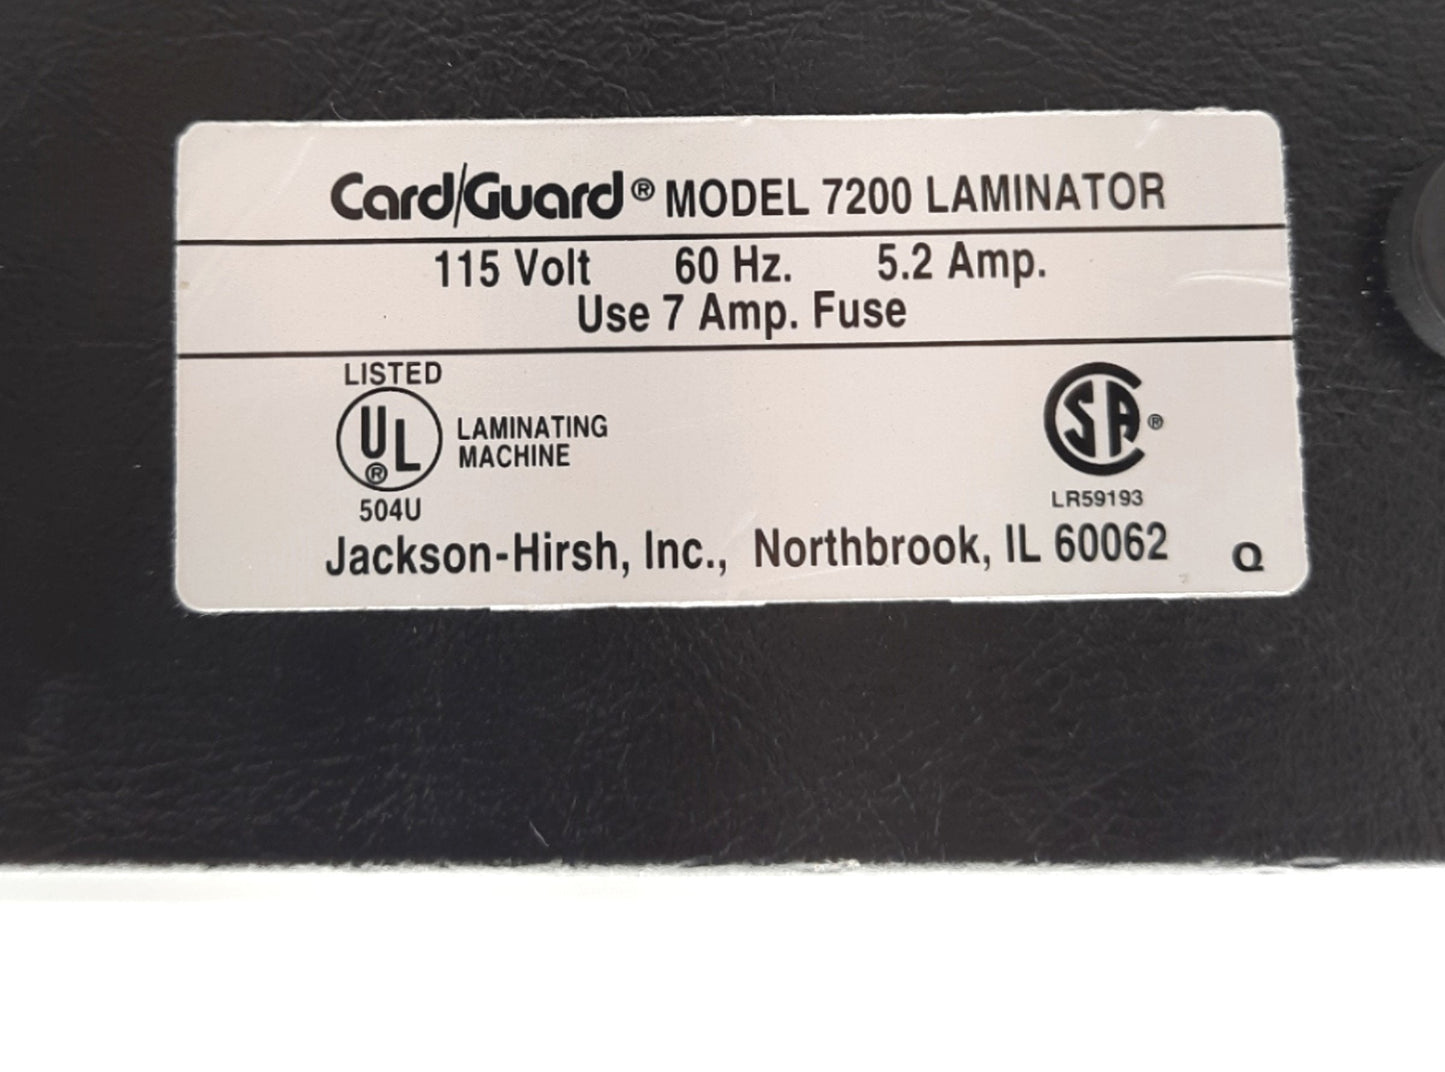 Card/Guard® MODEL 7200 LAMINATOR
115 Volt 60 Hz. 5.2 Amp.
Use 7 Amp. Fuse
LISTED
UL®
LAMINATING
MACHINE
504U
SA®
LR59193
Jackson-Hirsh, Inc., Northbrook, IL 60062 Q